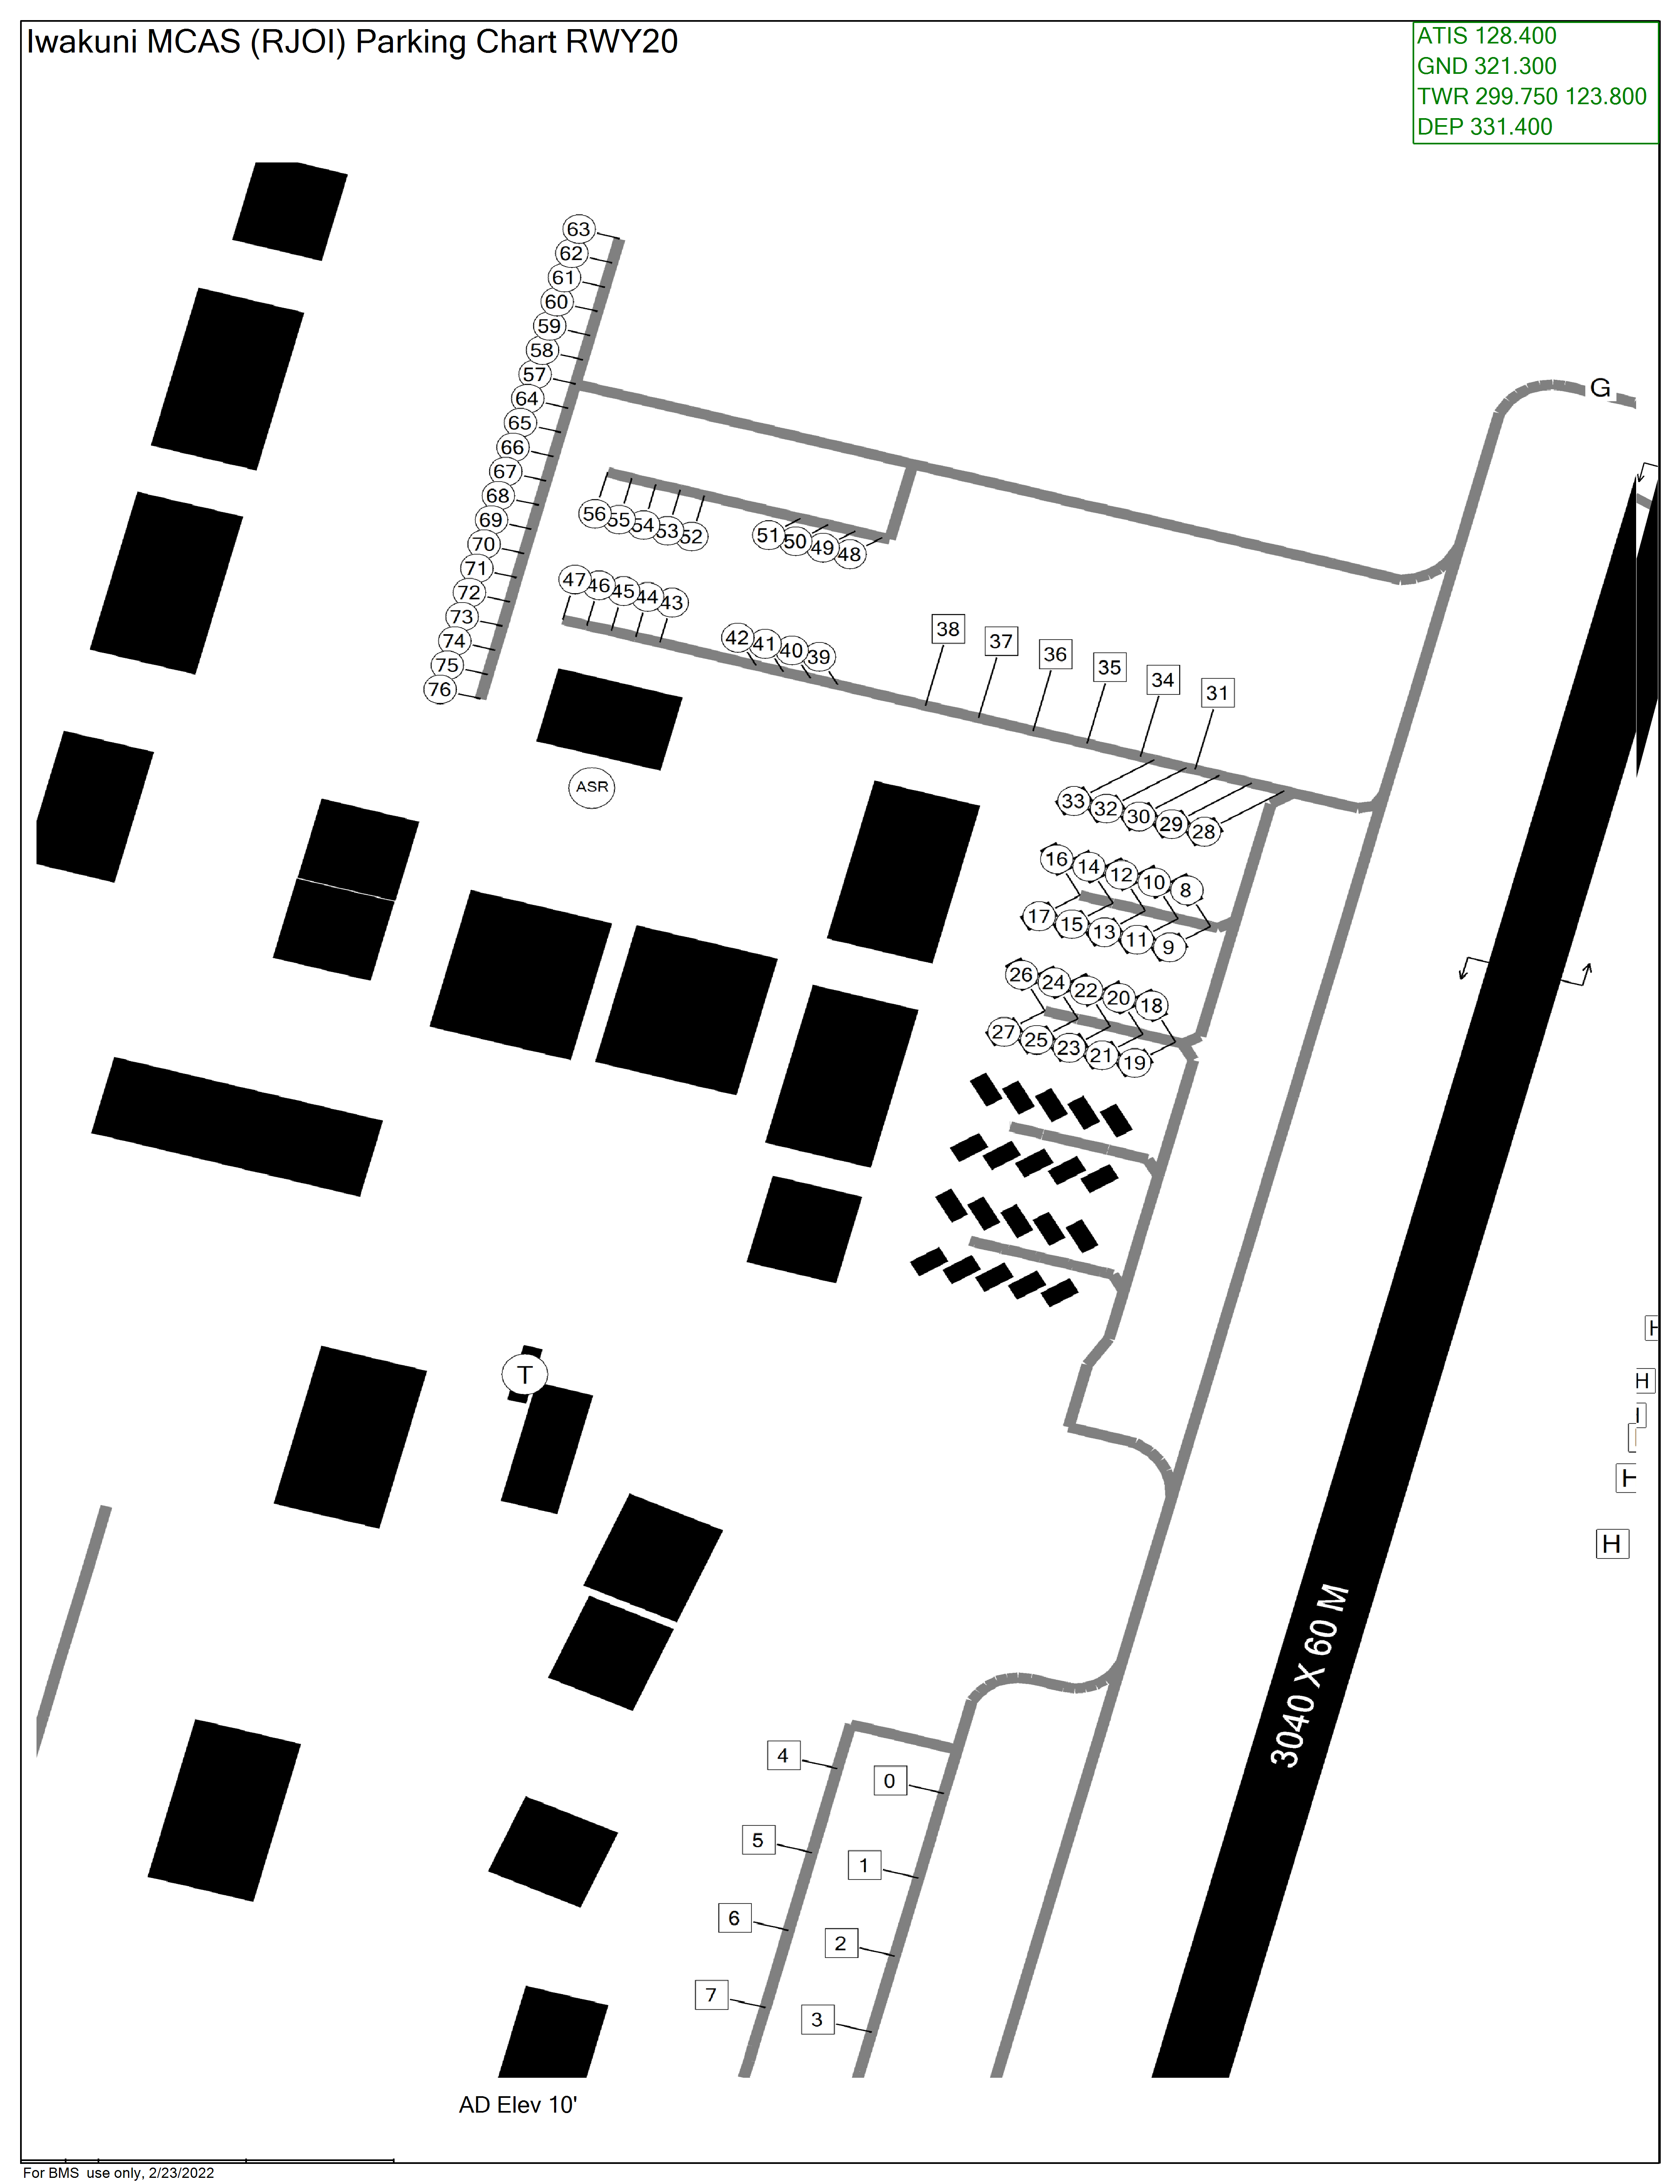 Iwakuni MCAS (RJOI) Parking Chart RWY20
ATIS 128.400
GND 321.300
TWR 299.750 123.800
DEP 331.400
63
62
61
60
59
58
57
64
65
66
67
68
69
70
71
72
73
74
75
76
G
56 55 54 53 52
51 50 49 48
47 46 45 44 43
42 41 40 39
38 37 36 35 34 31
33 32 30 29 28
ASR
16 14 12 10 8
17 15 13 11 9
26 24 22 20 18
27 25 23 21 19
H
H
T
H
H
3040 X 60 M
4
0
5
1
6
2
7
3
AD Elev 10'
For BMS use only, 2/23/2022